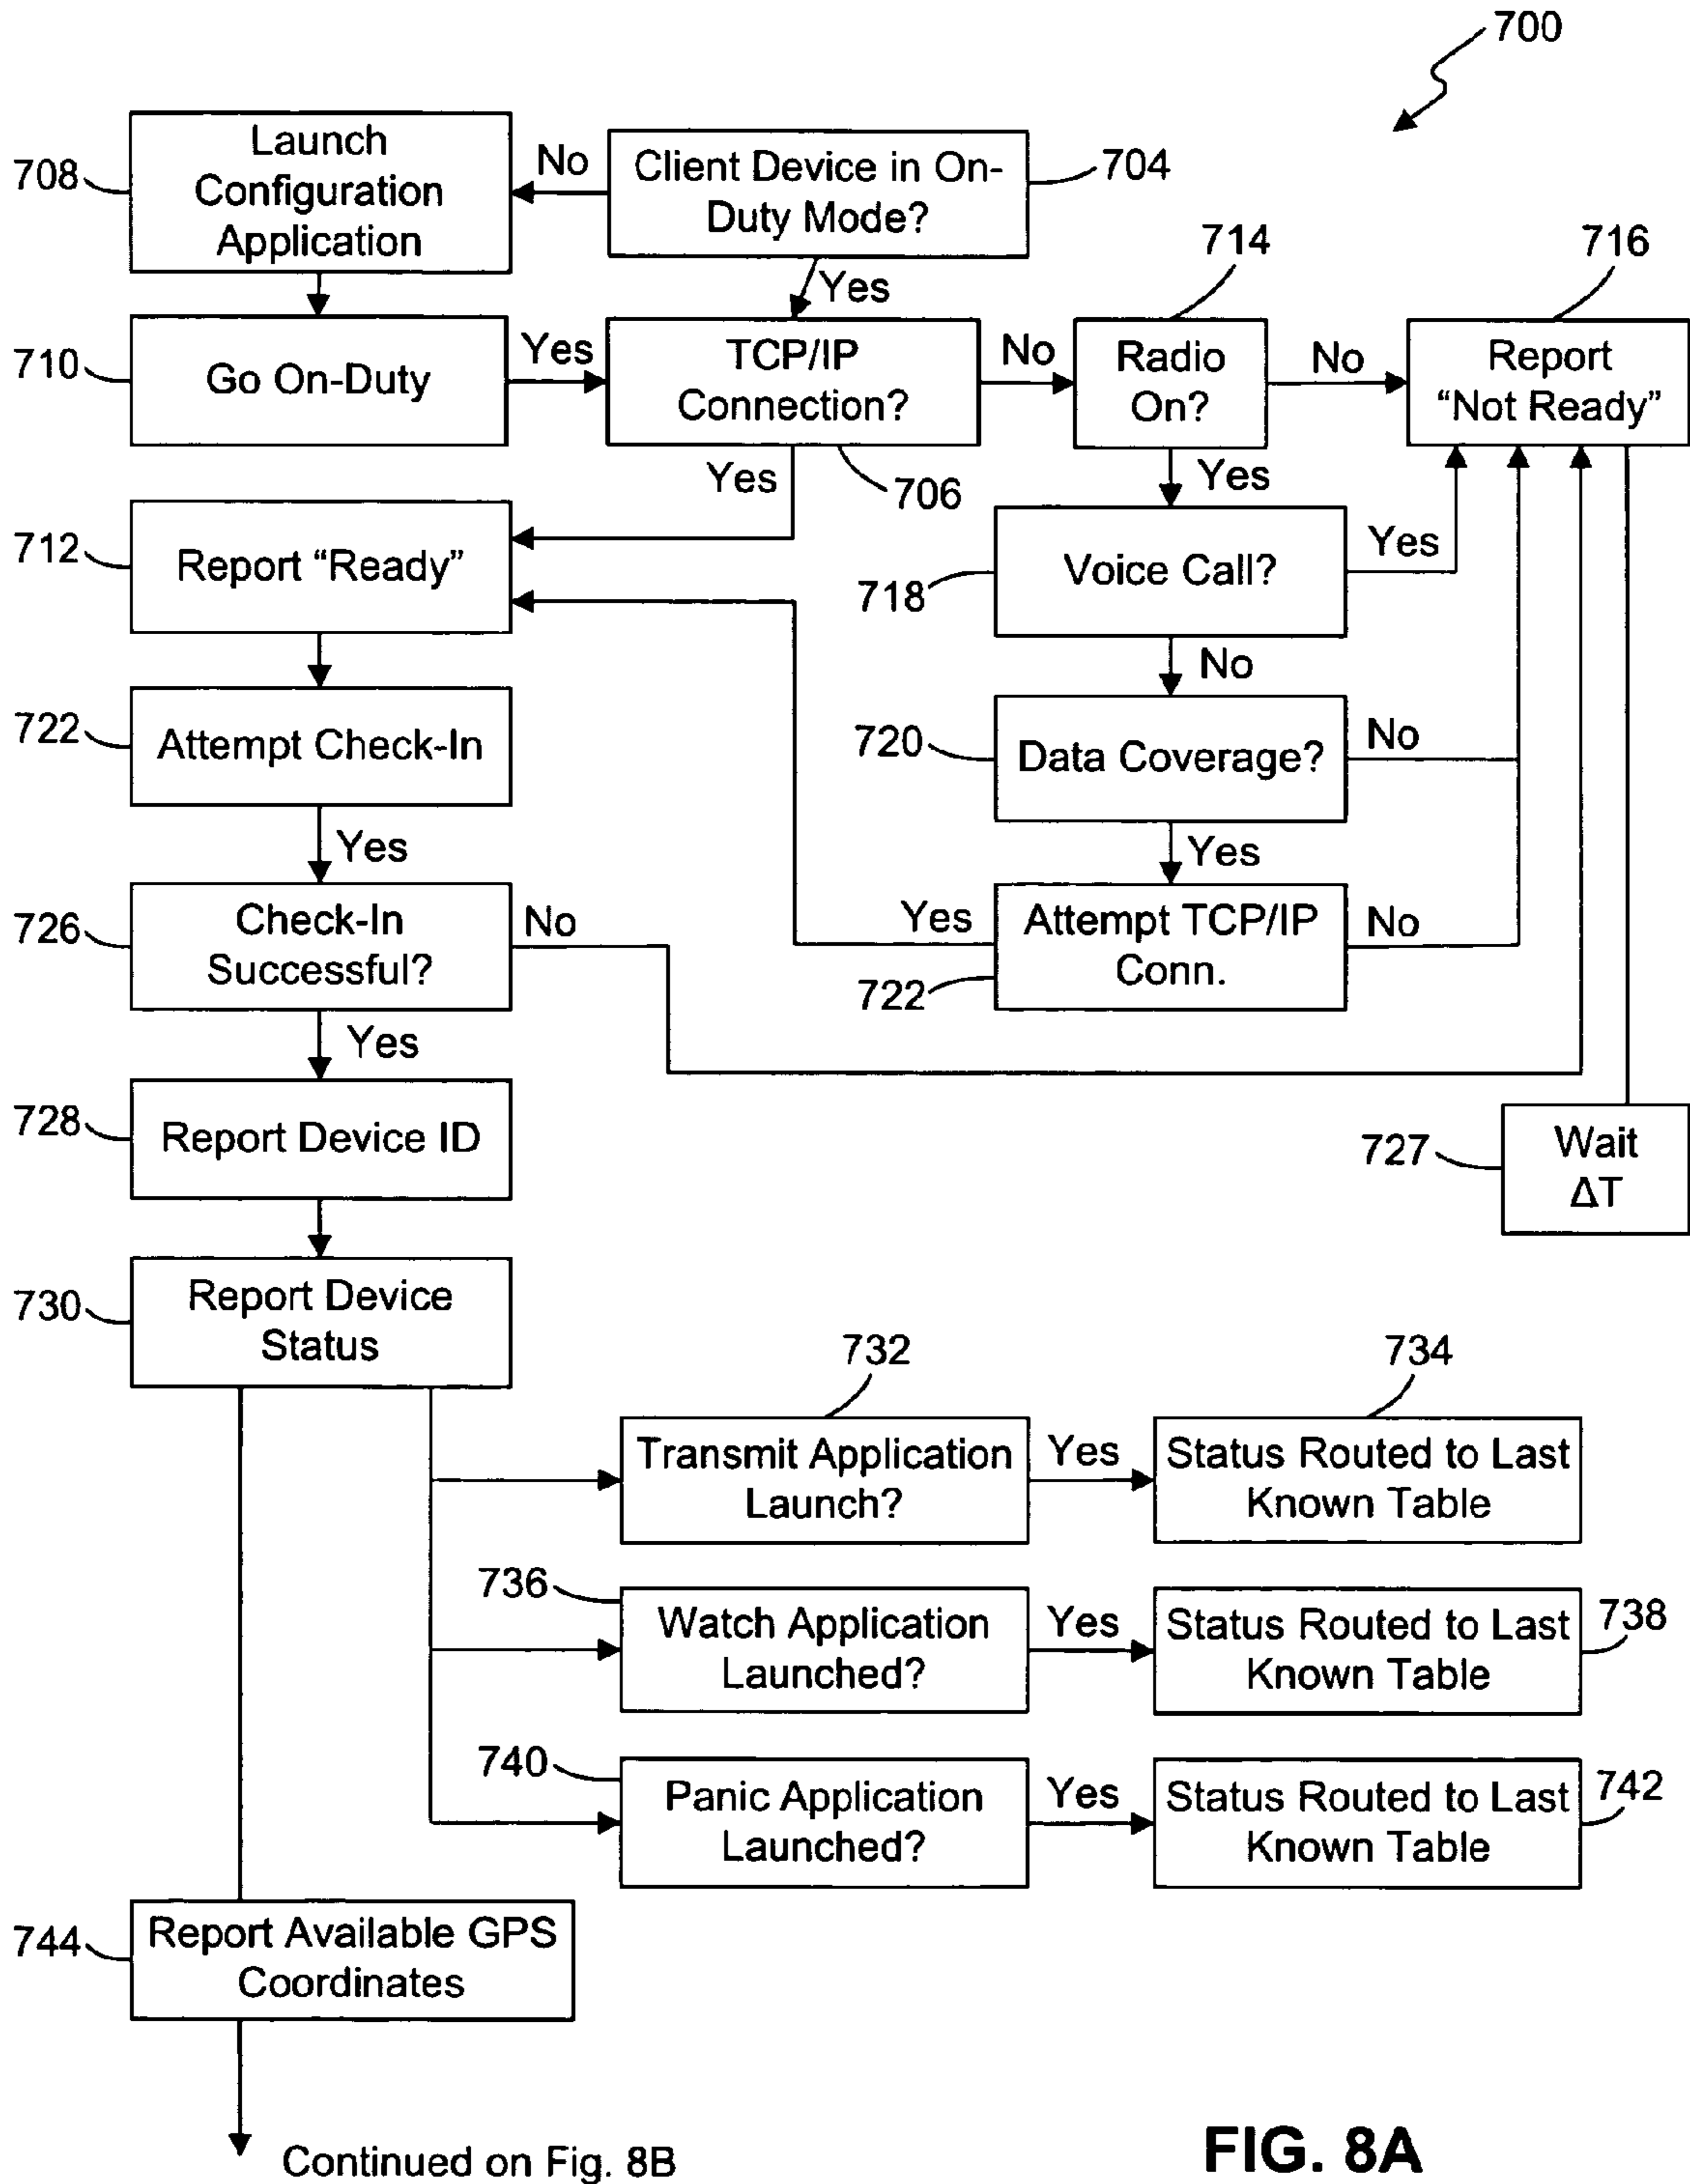 700
Launch
Configuration
Application
708
No
Client Device in On-
Duty Mode?
704
Yes
714
716
710
Go On-Duty
Yes
TCP/IP
Connection?
706
No
Radio
On?
No
Report
“Not Ready”
Yes
Yes
712
Report “Ready”
718
Voice Call?
Yes
No
722
Attempt Check-In
720
Data Coverage?
No
Yes
Yes
726
Check-In
Successful?
No
Yes
722
Attempt TCP/IP
Conn.
No
Yes
728
Report Device ID
727
Wait
ΔT
730
Report Device
Status
732
734
Transmit Application
Launch?
Yes
Status Routed to Last
Known Table
736
Watch Application
Launched?
Yes
Status Routed to Last
Known Table
738
740
Panic Application
Launched?
Yes
Status Routed to Last
Known Table
742
744
Report Available GPS
Coordinates
Continued on Fig. 8B
FIG. 8A